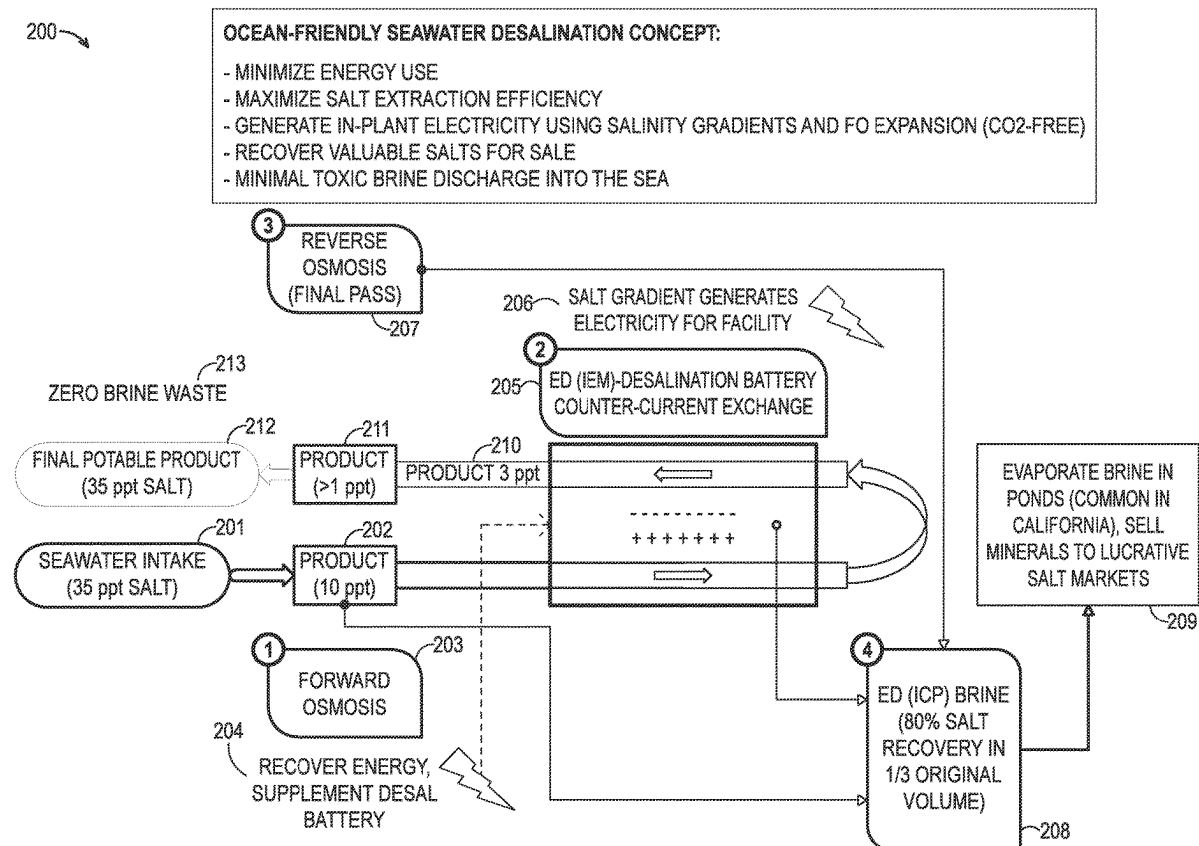 200
OCEAN-FRIENDLY SEAWATER DESALINATION CONCEPT:
- MINIMIZE ENERGY USE
- MAXIMIZE SALT EXTRACTION EFFICIENCY
- GENERATE IN-PLANT ELECTRICITY USING SALINITY GRADIENTS AND FO EXPANSION (CO2-FREE)
- RECOVER VALUABLE SALTS FOR SALE
- MINIMAL TOXIC BRINE DISCHARGE INTO THE SEA
3
REVERSE
OSMOSIS
(FINAL PASS)
207
206
SALT GRADIENT GENERATES
ELECTRICITY FOR FACILITY
2
205
ED (IEM)-DESALINATION BATTERY
COUNTER-CURRENT EXCHANGE
213
ZERO BRINE WASTE
212
FINAL POTABLE PRODUCT
(35 ppt SALT)
211
PRODUCT
(>1 ppt)
210
PRODUCT 3 ppt
- - - - - - - - - -
+ + + + + + +
201
SEAWATER INTAKE
(35 ppt SALT)
202
PRODUCT
(10 ppt)
EVAPORATE BRINE IN
PONDS (COMMON IN
CALIFORNIA), SELL
MINERALS TO LUCRATIVE
SALT MARKETS
209
1
203
FORWARD
OSMOSIS
204
RECOVER ENERGY,
SUPPLEMENT DESAL
BATTERY
4
ED (ICP) BRINE
(80% SALT
RECOVERY IN
1/3 ORIGINAL
VOLUME)
208